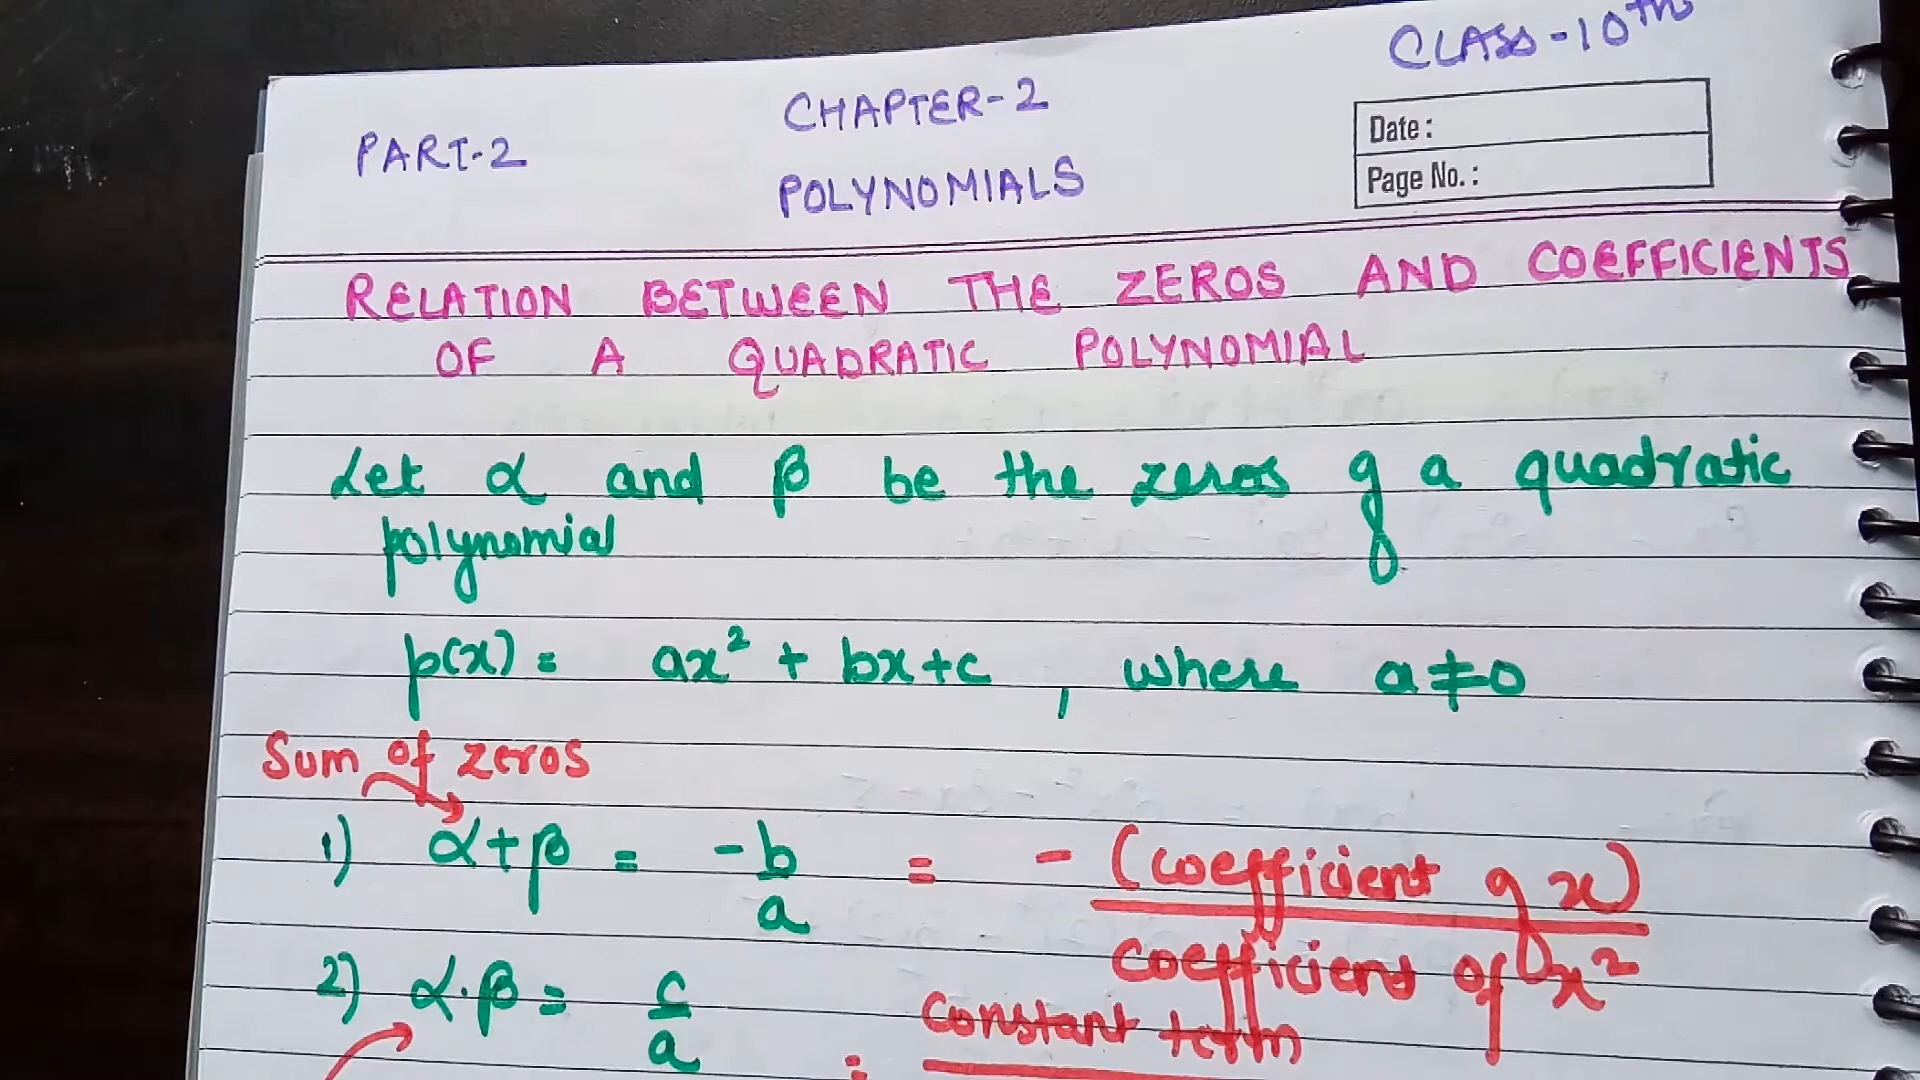 CLASS-10th
PART-2
CHAPTER-2
POLYNOMIALS
Date :
Page No. :
RELATION BETWEEN THE ZEROS AND COEFFICIENTS
OF A QUADRATIC POLYNOMIAL
Let α and β be the zeros of a quadratic
polynomial
p(x) = ax² + bx+c , where a≠0
Sum of zeros
1) α+β = -b/a = - (coefficient of x)/coefficient of x²
2) α.β = c/a = constant term